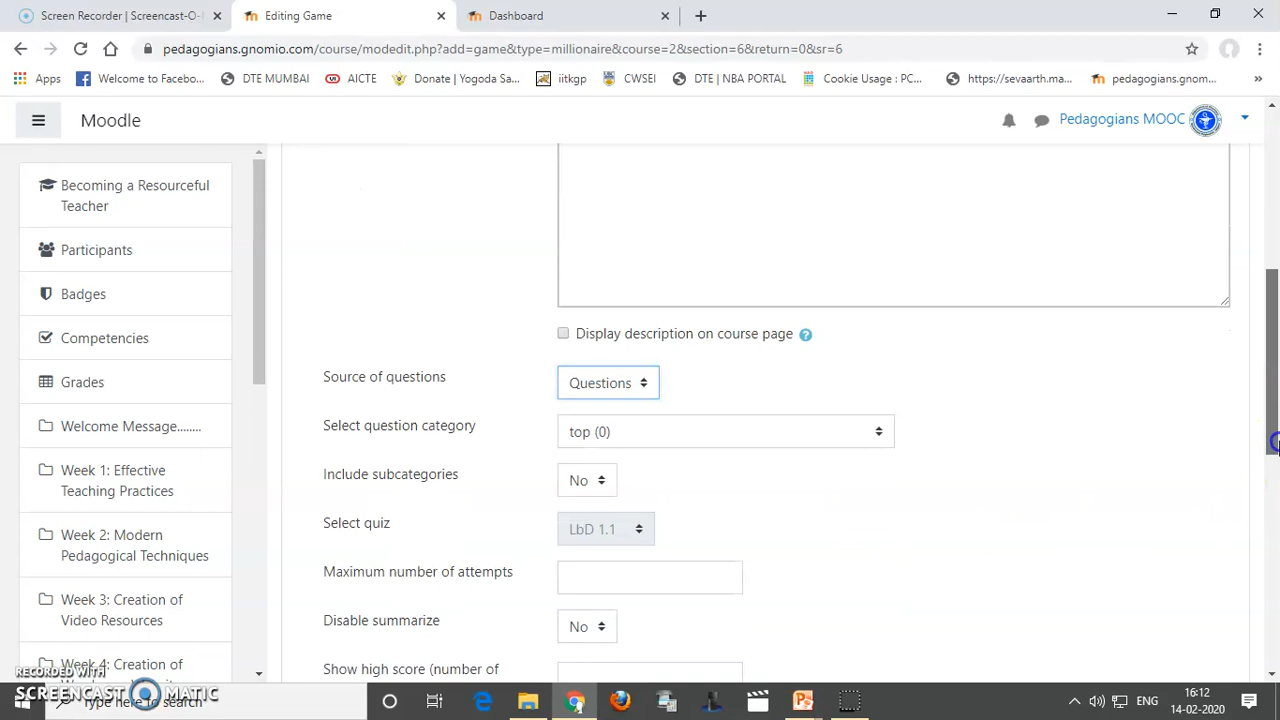 Screen Recorder | Screencast-O-
Editing Game
Dashboard
pedagogians.gnomio.com/course/modedit.php?add=game&type=millionaire&course=2&section=6&return=0&sr=6
Apps
Welcome to Facebo...
DTE MUMBAI
AICTE
Donate | Yogoda Sa...
iitkgp
CWSEI
DTE | NBA PORTAL
Cookie Usage : PC...
https://sevaarth.ma...
pedagogians.gnom...
Moodle
Pedagogians MOOC
Becoming a Resourceful
Teacher
Participants
Badges
Competencies
Grades
Welcome Message........
Week 1: Effective
Teaching Practices
Week 2: Modern
Pedagogical Techniques
Week 3: Creation of
Video Resources
Week 4: Creation of
Display description on course page
Source of questions
Questions
Select question category
top (0)
Include subcategories
No
Select quiz
LbD 1.1
Maximum number of attempts
Disable summarize
No
Show high score (number of
RECORDED WITH
SCREENCAST MATIC
Type here to search
ENG
16:12
14-02-2020